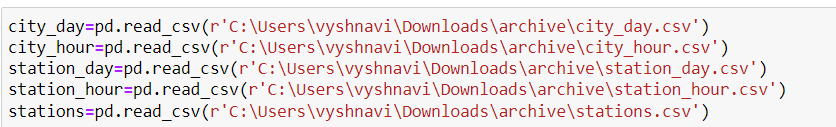 city_day=pd.read_csv(r'C:\Users\vyshnavi\Downloads\archive\city_day.csv')
city_hour=pd.read_csv(r'C:\Users\vyshnavi\Downloads\archive\city_hour.csv')
station_day=pd.read_csv(r'C:\Users\vyshnavi\Downloads\archive\station_day.csv')
station_hour=pd.read_csv(r'C:\Users\vyshnavi\Downloads\archive\station_hour.csv')
stations=pd.read_csv(r'C:\Users\vyshnavi\Downloads\archive\stations.csv')